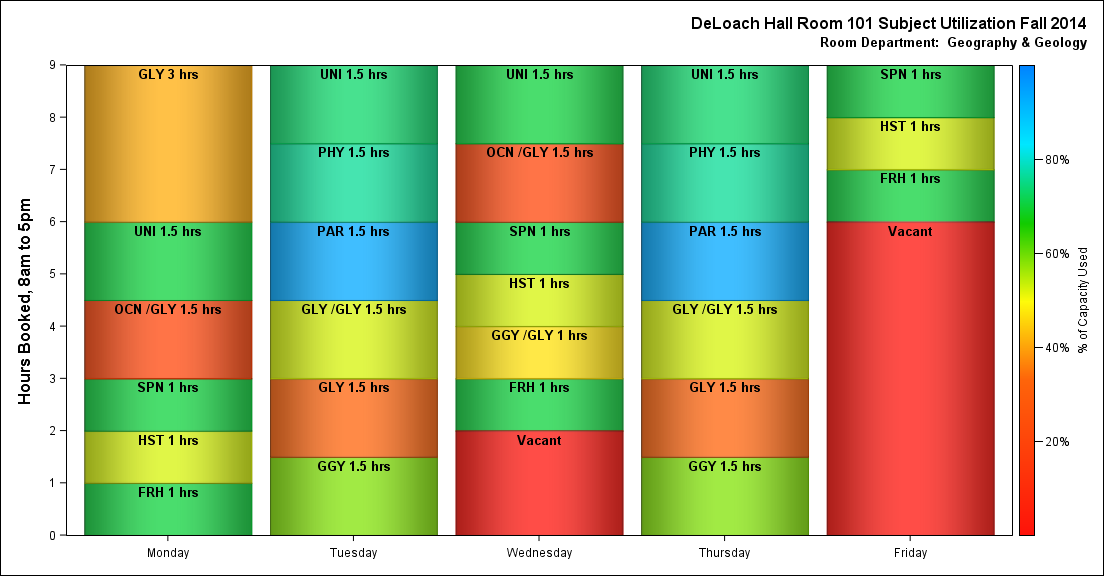 DeLoach Hall Room 101 Subject Utilization Fall 2014
Room Department:  Geography & Geology
Hours Booked, 8am to 5pm
9
8
7
6
5
4
3
2
1
0
GLY 3 hrs
UNI 1.5 hrs
OCN /GLY 1.5 hrs
SPN 1 hrs
HST 1 hrs
FRH 1 hrs
Monday
UNI 1.5 hrs
PHY 1.5 hrs
PAR 1.5 hrs
GLY /GLY 1.5 hrs
GLY 1.5 hrs
GGY 1.5 hrs
Tuesday
UNI 1.5 hrs
OCN /GLY 1.5 hrs
SPN 1 hrs
HST 1 hrs
GGY /GLY 1 hrs
FRH 1 hrs
Vacant
Wednesday
UNI 1.5 hrs
PHY 1.5 hrs
PAR 1.5 hrs
GLY /GLY 1.5 hrs
GLY 1.5 hrs
GGY 1.5 hrs
Thursday
SPN 1 hrs
HST 1 hrs
FRH 1 hrs
Vacant
Friday
80%
60%
40%
20%
% of Capacity Used